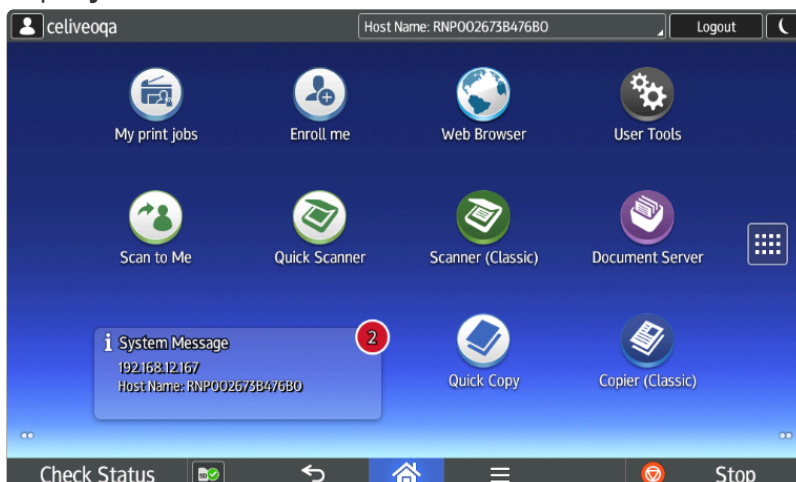 celiveoqa
Host Name: RNP002673B476B0
Logout
My print jobs
Enroll me
Web Browser
User Tools
Scan to Me
Quick Scanner
Scanner (Classic)
Document Server
i System Message
2
192.168.12.167
Host Name: RNP002673B476B0
Quick Copy
Copier (Classic)
Check Status
SD
Stop